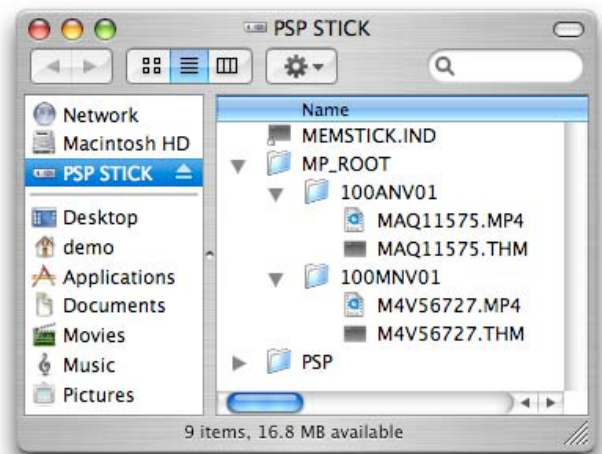 PSP STICK
Network
Macintosh HD
PSP STICK
Desktop
demo
Applications
Documents
Movies
Music
Pictures
Name
MEMSTICK.IND
MP_ROOT
100ANV01
MAQ11575.MP4
MAQ11575.THM
100MNV01
M4V56727.MP4
M4V56727.THM
PSP
9 items, 16.8 MB available